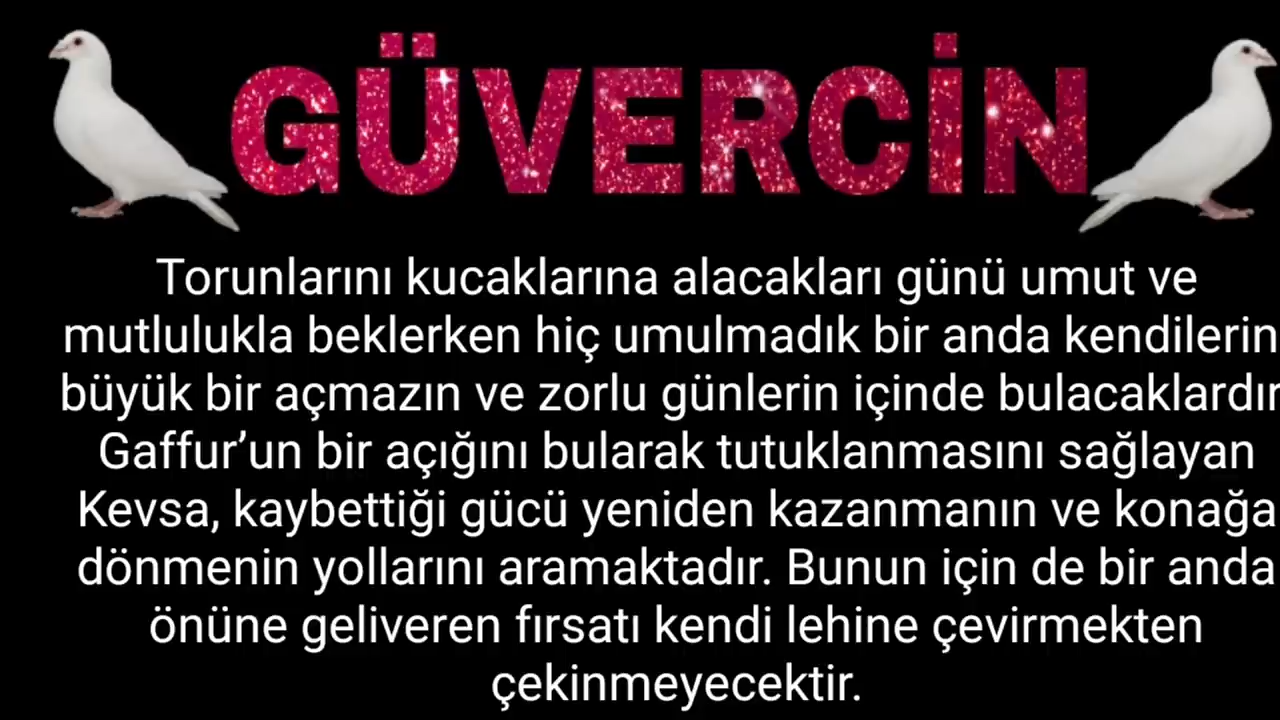 GÜVERCİN
Torunlarını kucaklarına alacakları günü umut ve
mutlulukla beklerken hiç umulmadık bir anda kendilerin
büyük bir açmazın ve zorlu günlerin içinde bulacaklardır
Gaffur’un bir açığını bularak tutuklanmasını sağlayan
Kevsa, kaybettiği gücü yeniden kazanmanın ve konağa
dönmenin yollarını aramaktadır. Bunun için de bir anda
önüne geliveren fırsatı kendi lehine çevirmekten
çekinmeyecektir.